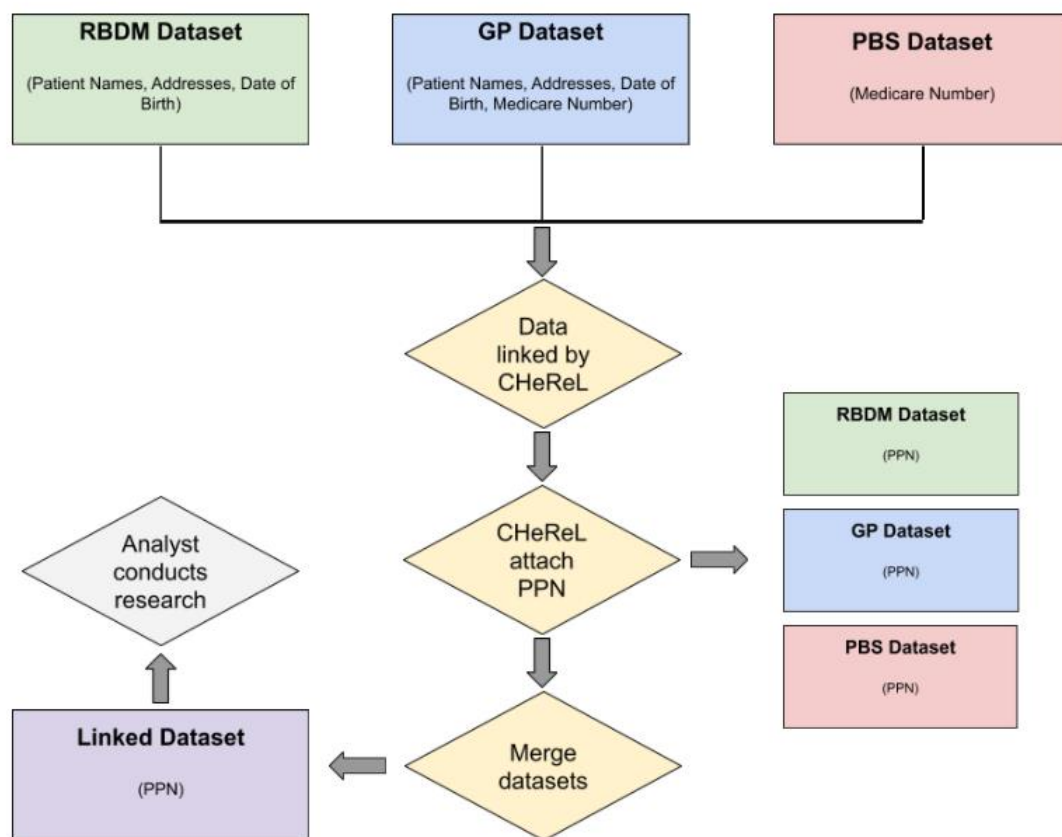 RBDM Dataset
(Patient Names, Addresses, Date of
Birth)
GP Dataset
(Patient Names, Addresses, Date of
Birth, Medicare Number)
PBS Dataset
(Medicare Number)
Data
linked by
CHeReL
CHeReL
attach
PPN
RBDM Dataset
(PPN)
GP Dataset
(PPN)
PBS Dataset
(PPN)
Merge
datasets
Linked Dataset
(PPN)
Analyst
conducts
research